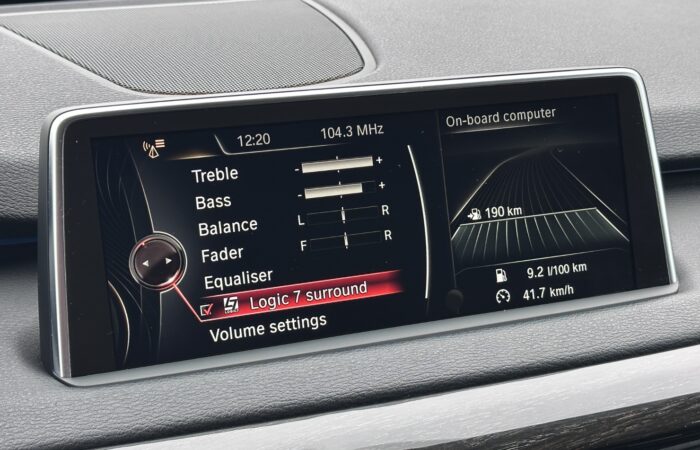 12:20
104.3 MHz
Treble
- +
Bass
- +
Balance
L R
Fader
F R
Equaliser
LOGIC7 Logic 7 surround
Volume settings
On-board computer
190 km
9.2 l/100 km
41.7 km/h